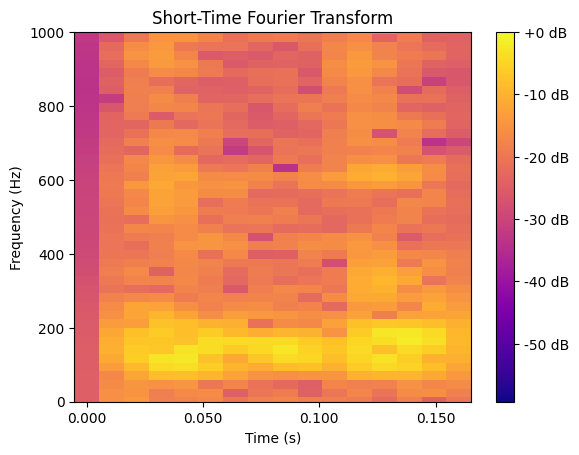 Short-Time Fourier Transform
1000
800
600
400
200
0
Frequency (Hz)
0.000
0.050
0.100
0.150
Time (s)
+0 dB
-10 dB
-20 dB
-30 dB
-40 dB
-50 dB